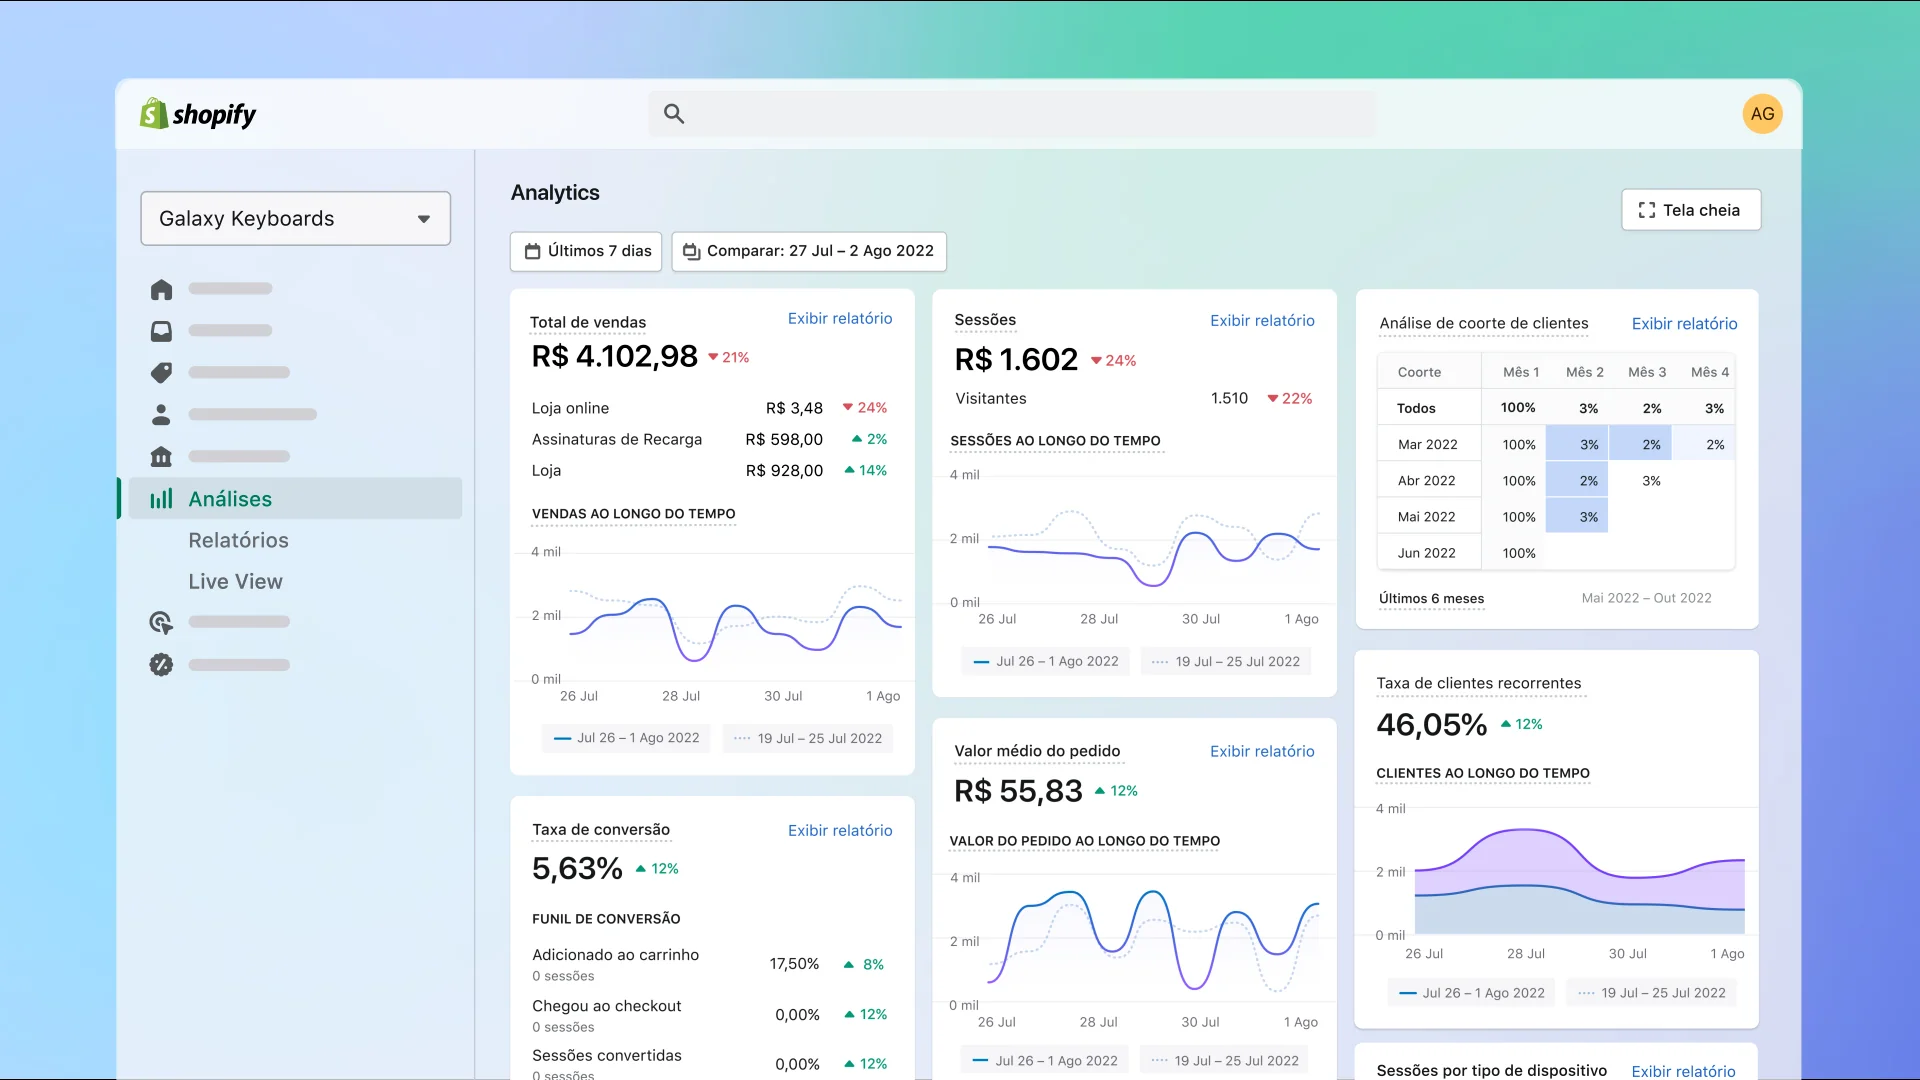 shopify
AG
Galaxy Keyboards
Análises
Relatórios
Live View
Analytics
Tela cheia
Últimos 7 dias
Comparar: 27 Jul – 2 Ago 2022
Total de vendas
Exibir relatório
R$ 4.102,98 21%
Loja online R$ 3,48 24%
Assinaturas de Recarga R$ 598,00 2%
Loja R$ 928,00 14%
VENDAS AO LONGO DO TEMPO
4 mil
2 mil
0 mil
26 Jul 28 Jul 30 Jul 1 Ago
Jul 26 – 1 Ago 2022 19 Jul – 25 Jul 2022
Taxa de conversão
Exibir relatório
5,63% 12%
FUNIL DE CONVERSÃO
Adicionado ao carrinho 17,50% 8%
0 sessões
Chegou ao checkout 0,00% 12%
0 sessões
Sessões convertidas 0,00% 12%
0 sessões
Sessões
Exibir relatório
R$ 1.602 24%
Visitantes 1.510 22%
SESSÕES AO LONGO DO TEMPO
4 mil
2 mil
0 mil
26 Jul 28 Jul 30 Jul 1 Ago
Jul 26 – 1 Ago 2022 19 Jul – 25 Jul 2022
Valor médio do pedido
Exibir relatório
R$ 55,83 12%
VALOR DO PEDIDO AO LONGO DO TEMPO
4 mil
2 mil
0 mil
26 Jul 28 Jul 30 Jul 1 Ago
Jul 26 – 1 Ago 2022 19 Jul – 25 Jul 2022
Análise de coorte de clientes
Exibir relatório
Coorte Mês 1 Mês 2 Mês 3 Mês 4
Todos 100% 3% 2% 3%
Mar 2022 100% 3% 2% 2%
Abr 2022 100% 2% 3%
Mai 2022 100% 3%
Jun 2022 100%
Últimos 6 meses
Mai 2022 – Out 2022
Taxa de clientes recorrentes
46,05% 12%
CLIENTES AO LONGO DO TEMPO
4 mil
2 mil
0 mil
26 Jul 28 Jul 30 Jul 1 Ago
Jul 26 – 1 Ago 2022 19 Jul – 25 Jul 2022
Sessões por tipo de dispositivo
Exibir relatório